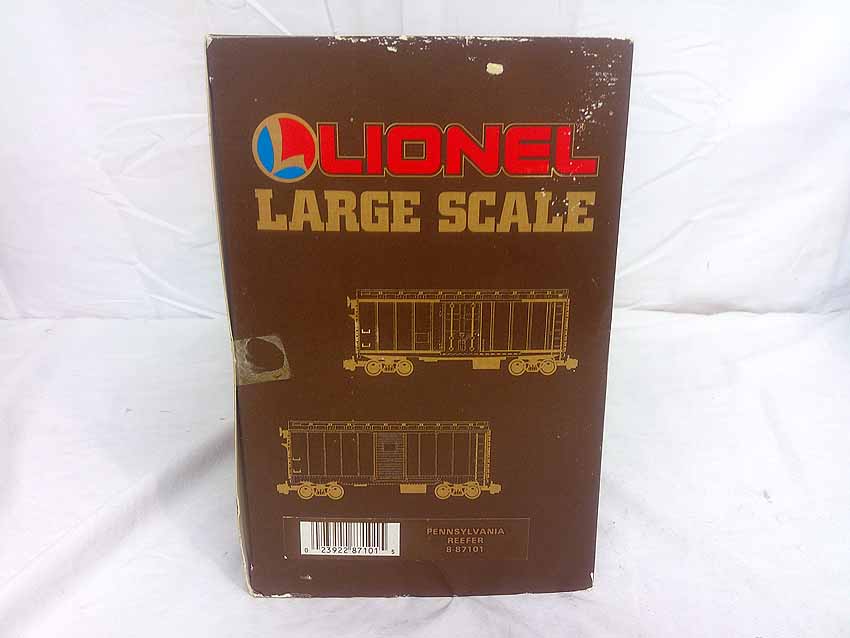 LIONEL
LARGE SCALE
0 23922 87101 5
PENNSYLVANIA
REEFER
8-87101